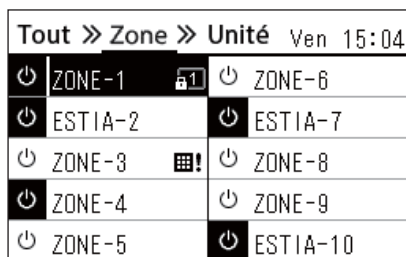 Tout >> Zone >> Unité Ven 15:04
ZONE-1 1 ZONE-6
ESTIA-2 ESTIA-7
ZONE-3 ! ZONE-8
ZONE-4 ZONE-9
ZONE-5 ESTIA-10